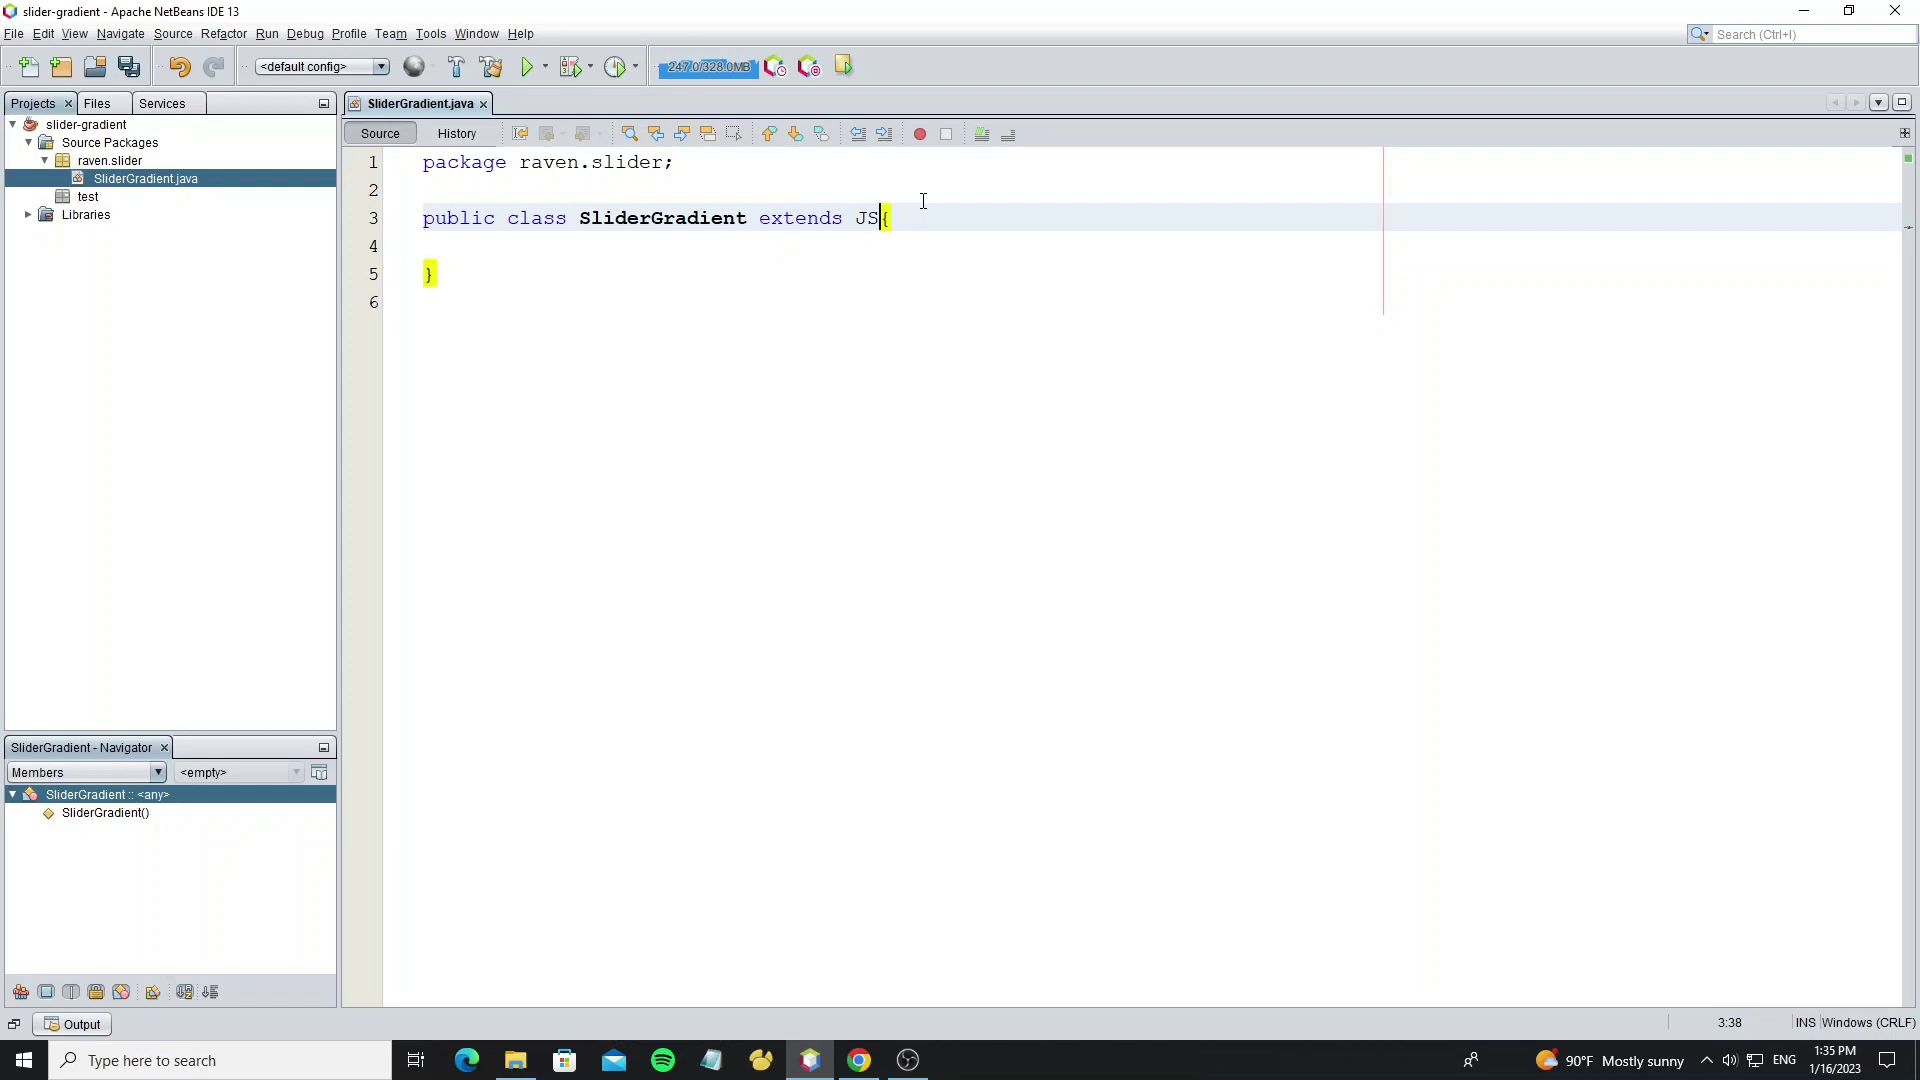 slider-gradient - Apache NetBeans IDE 13
File Edit View Navigate Source Refactor Run Debug Profile Team Tools Window Help
Search (Ctrl+I)
<default config>
247.0/328.0MB
Projects Files Services
SliderGradient.java
slider-gradient
Source Packages
raven.slider
SliderGradient.java
test
Libraries
Source History
1 package raven.slider;
2
3 public class SliderGradient extends JS{
4
5 }
6
SliderGradient - Navigator
Members <empty>
SliderGradient :: <any>
SliderGradient()
Output
3:38 INS Windows (CRLF)
Type here to search
90°F Mostly sunny
ENG
1:35 PM
1/16/2023